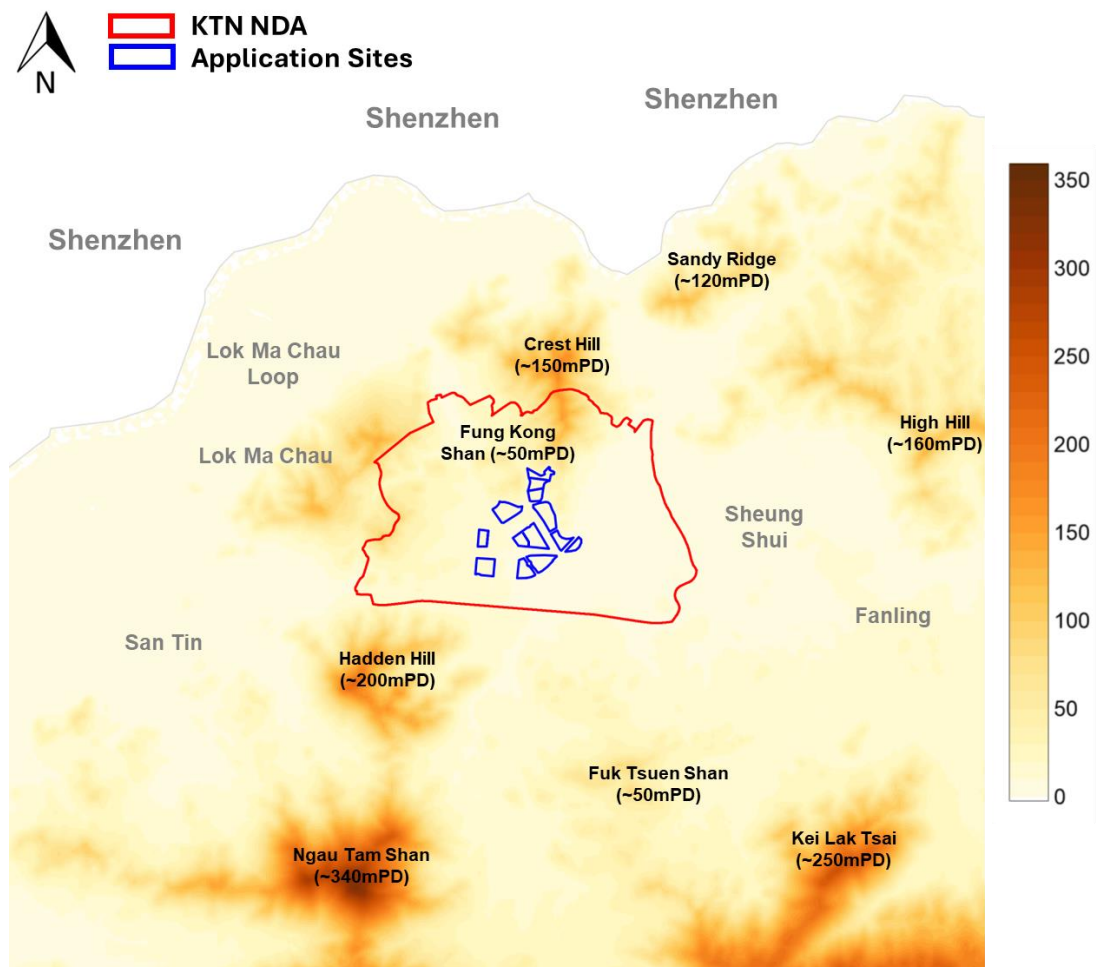 KTN NDA
Application Sites
N
Shenzhen
Shenzhen
Shenzhen
Sandy Ridge
(~120mPD)
Lok Ma Chau
Loop
Crest Hill
(~150mPD)
High Hill
(~160mPD)
Fung Kong
Shan (~50mPD)
Lok Ma Chau
Sheung
Shui
Fanling
San Tin
Hadden Hill
(~200mPD)
Fuk Tsuen Shan
(~50mPD)
Kei Lak Tsai
(~250mPD)
Ngau Tam Shan
(~340mPD)
350
300
250
200
150
100
50
0